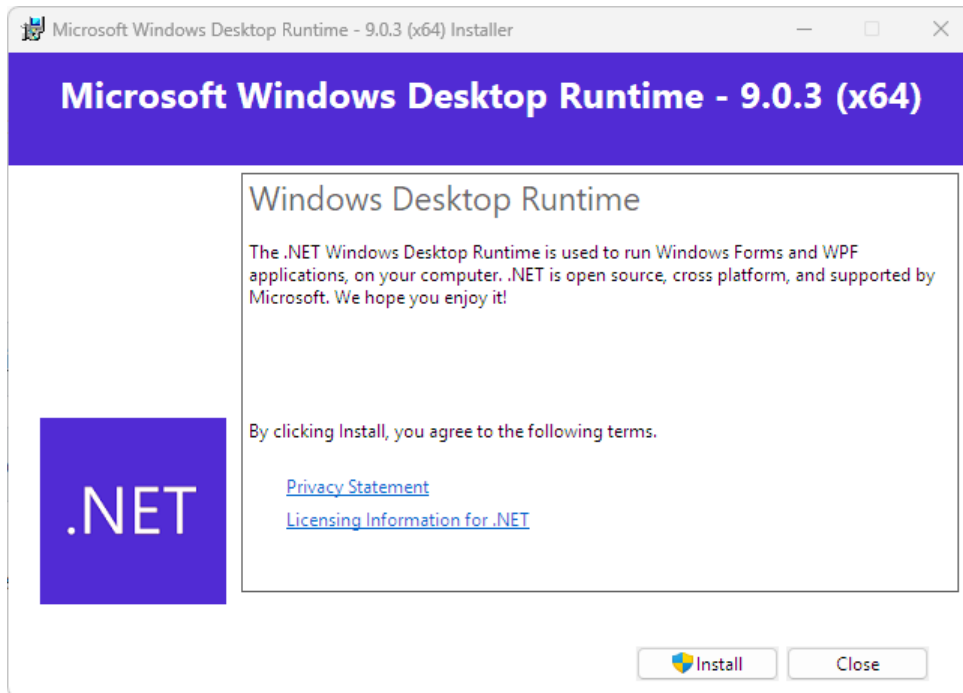 Microsoft Windows Desktop Runtime - 9.0.3 (x64) Installer
Microsoft Windows Desktop Runtime - 9.0.3 (x64)
Windows Desktop Runtime
The .NET Windows Desktop Runtime is used to run Windows Forms and WPF
applications, on your computer. .NET is open source, cross platform, and supported by
Microsoft. We hope you enjoy it!
By clicking Install, you agree to the following terms.
Privacy Statement
Licensing Information for .NET
.NET
Install
Close